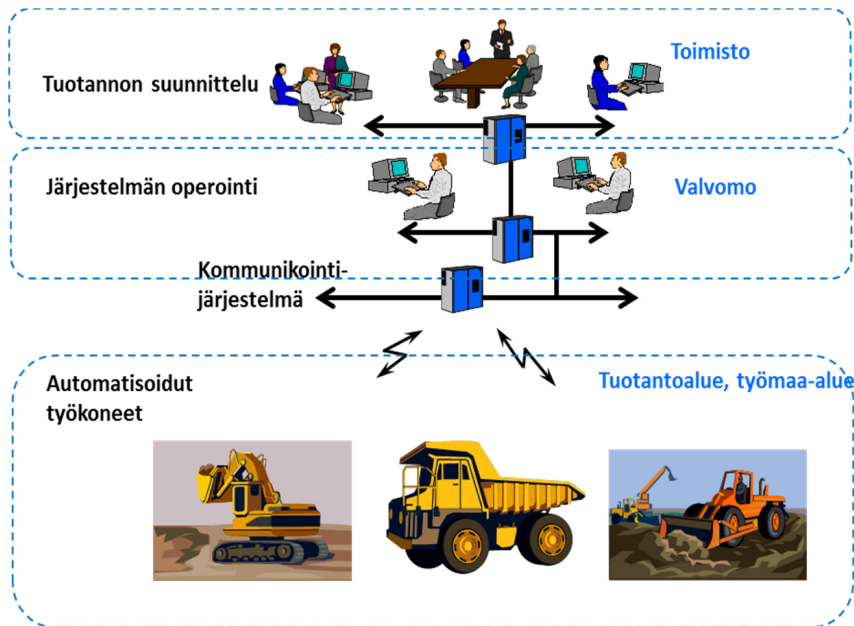 Toimisto
Tuotannon suunnittelu
Järjestelmän operointi
Valvomo
Kommunikointi-
järjestelmä
Automatisoidut
työkoneet
Tuotantoalue, työmaa-alue